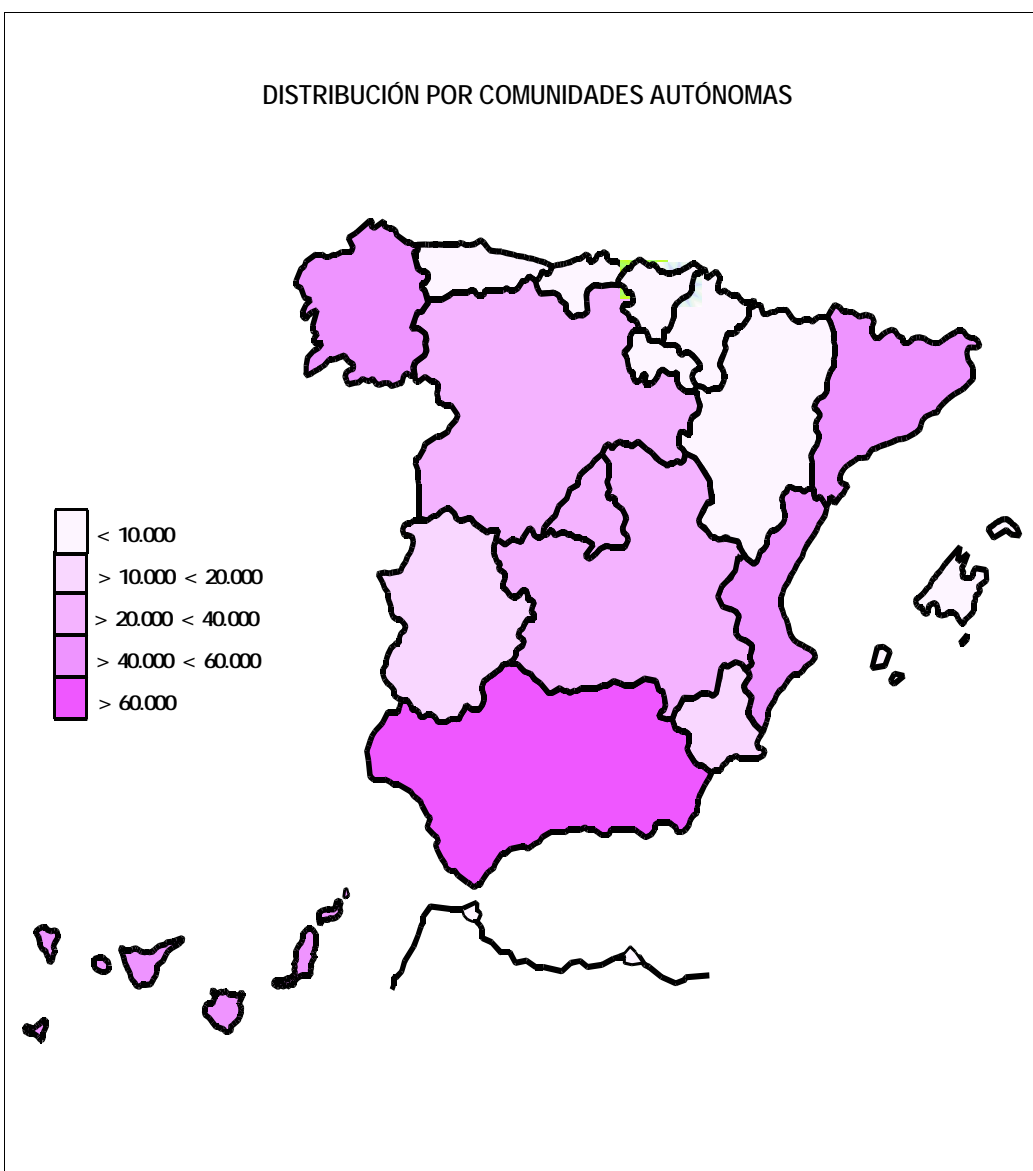 DISTRIBUCIÓN POR COMUNIDADES AUTÓNOMAS
< 10.000
> 10.000 < 20.000
> 20.000 < 40.000
> 40.000 < 60.000
> 60.000